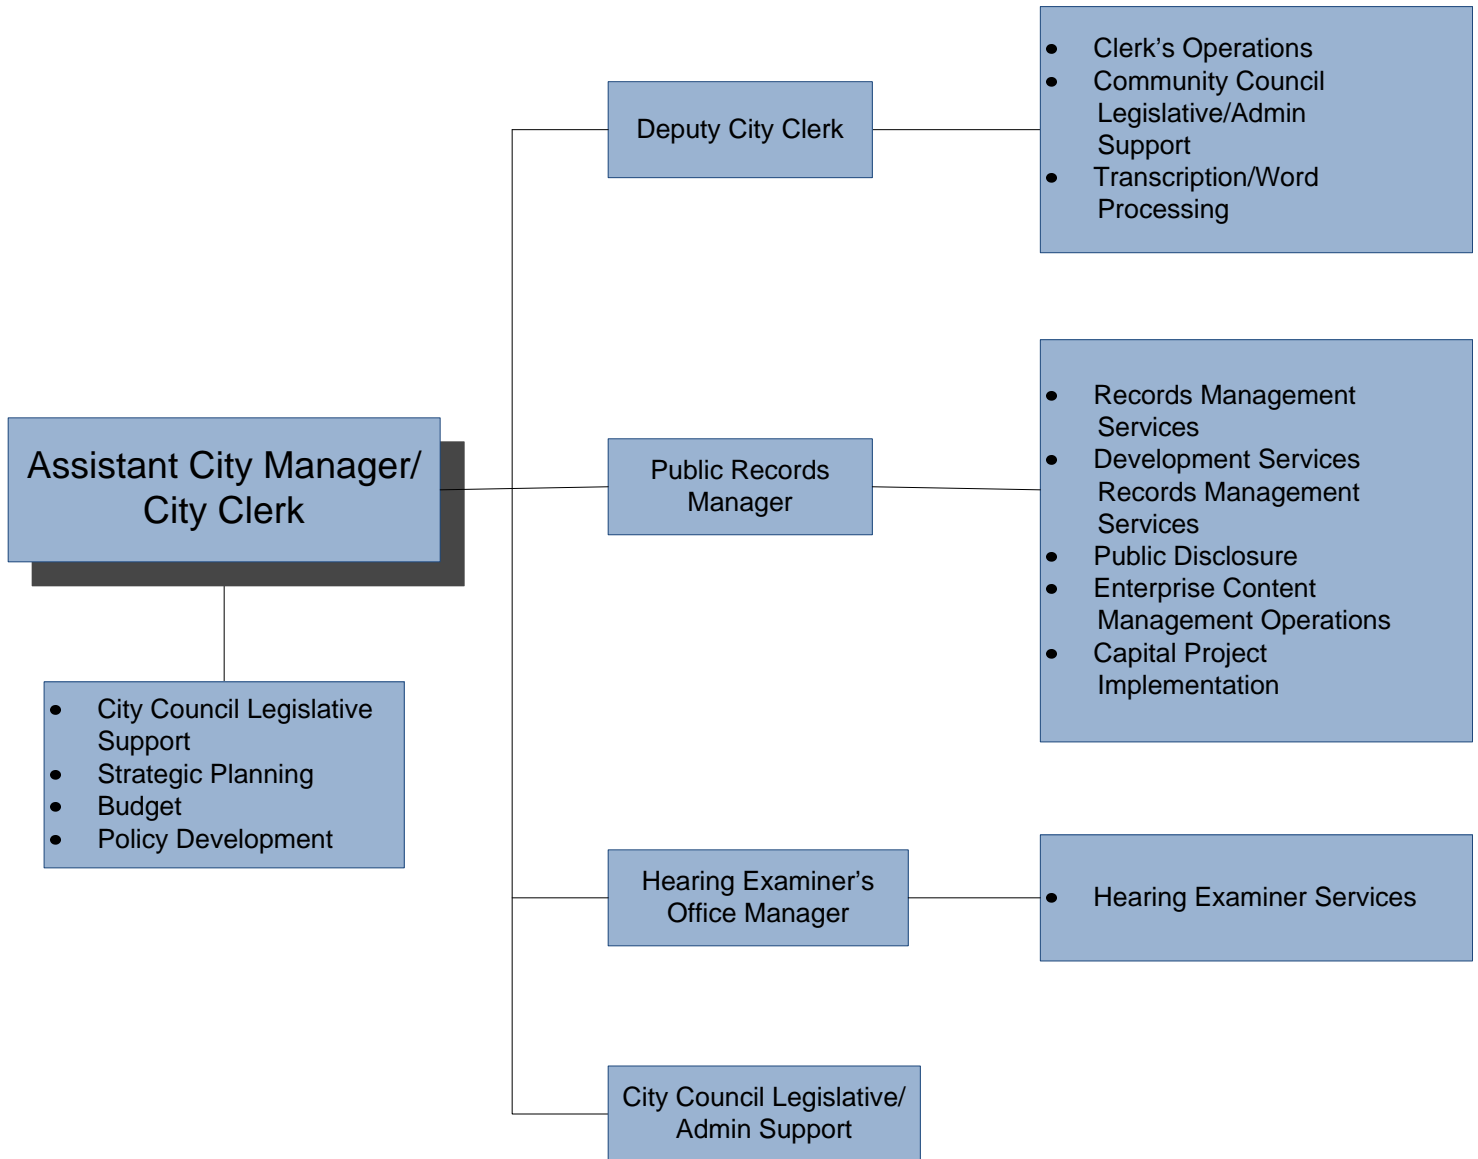 Assistant City Manager/
City Clerk
• City Council Legislative
Support
• Strategic Planning
• Budget
• Policy Development
Deputy City Clerk
• Clerk’s Operations
• Community Council
Legislative/Admin
Support
• Transcription/Word
Processing
Public Records
Manager
• Records Management
Services
• Development Services
Records Management
Services
• Public Disclosure
• Enterprise Content
Management Operations
• Capital Project
Implementation
Hearing Examiner’s
Office Manager
• Hearing Examiner Services
City Council Legislative/
Admin Support